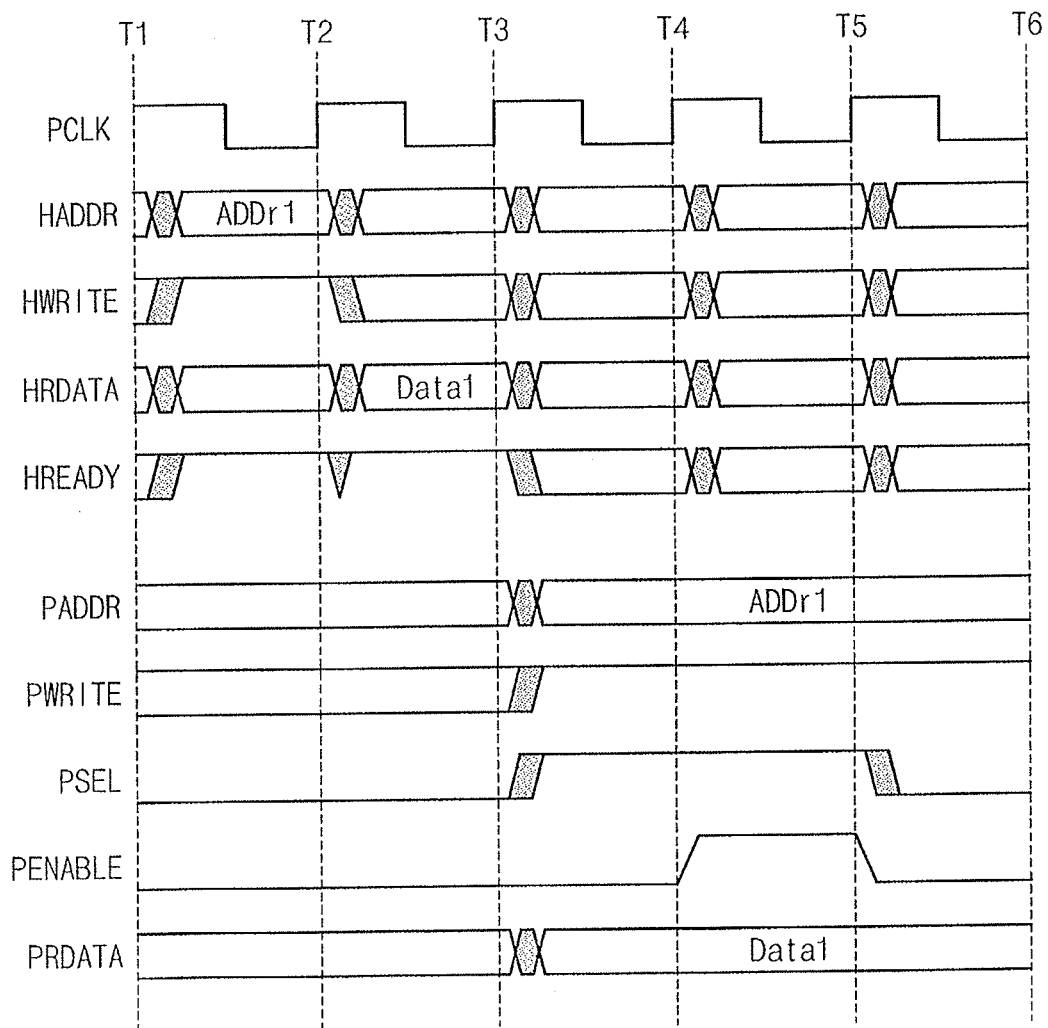 T1 T2 T3 T4 T5 T6
PCLK
HADDR ADDr1
HWRITE
HRDATA Data1
HREADY
PADDR ADDr1
PWRITE
PSEL
PENABLE
PRDATA Data1